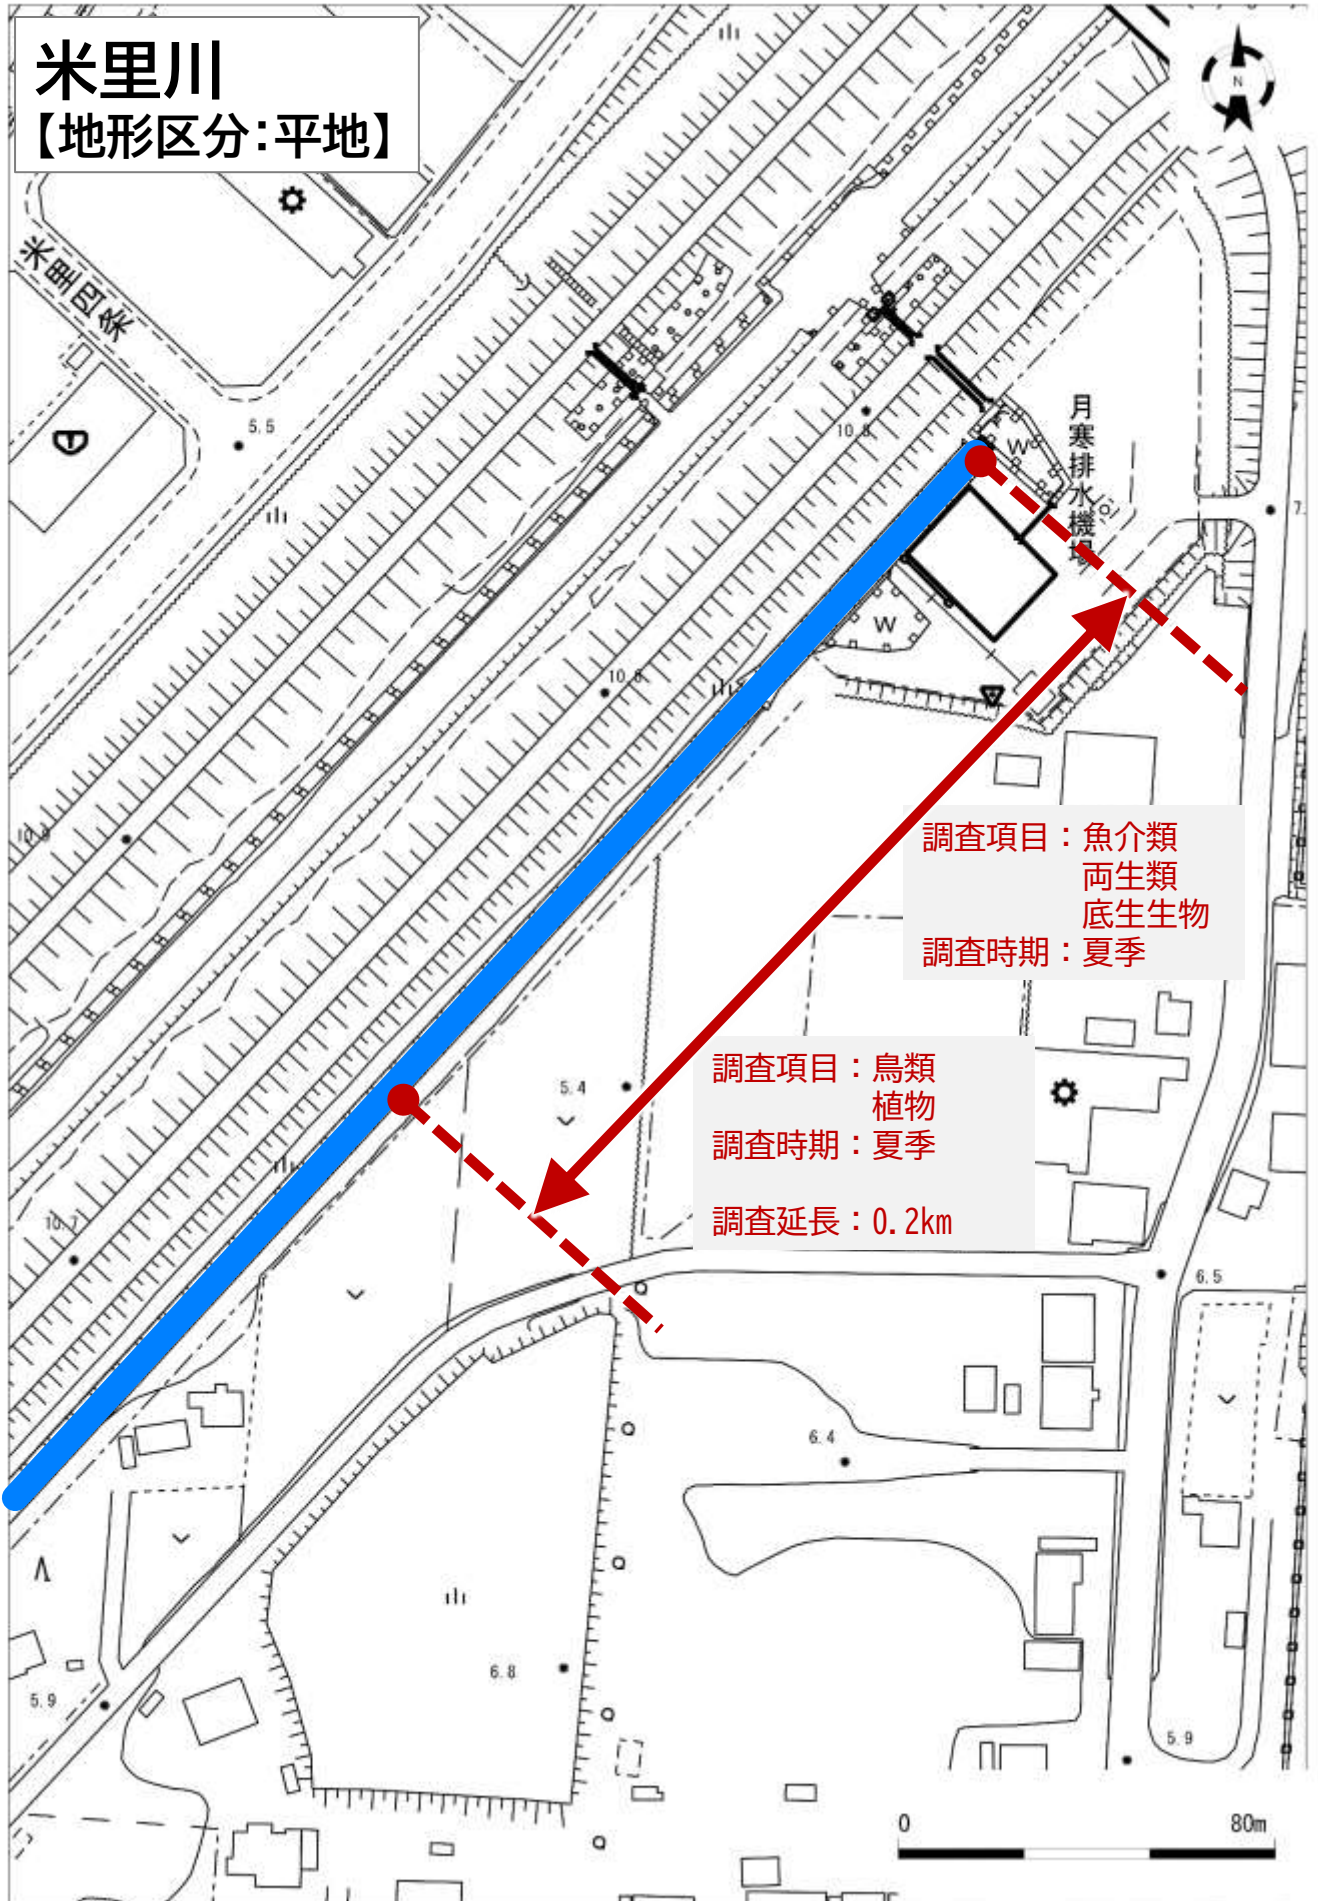 米里川
【地形区分：平地】
N
米里四条
5.5
10.8
月寒排水機場
W
7.
W
10.6
10.9
調査項目：魚介類
両生類
底生生物
調査時期：夏季
調査項目：鳥類
植物
調査時期：夏季
調査延長：0.2km
5.4
10.7
6.5
6.4
6.8
5.9
5.9
0
80m